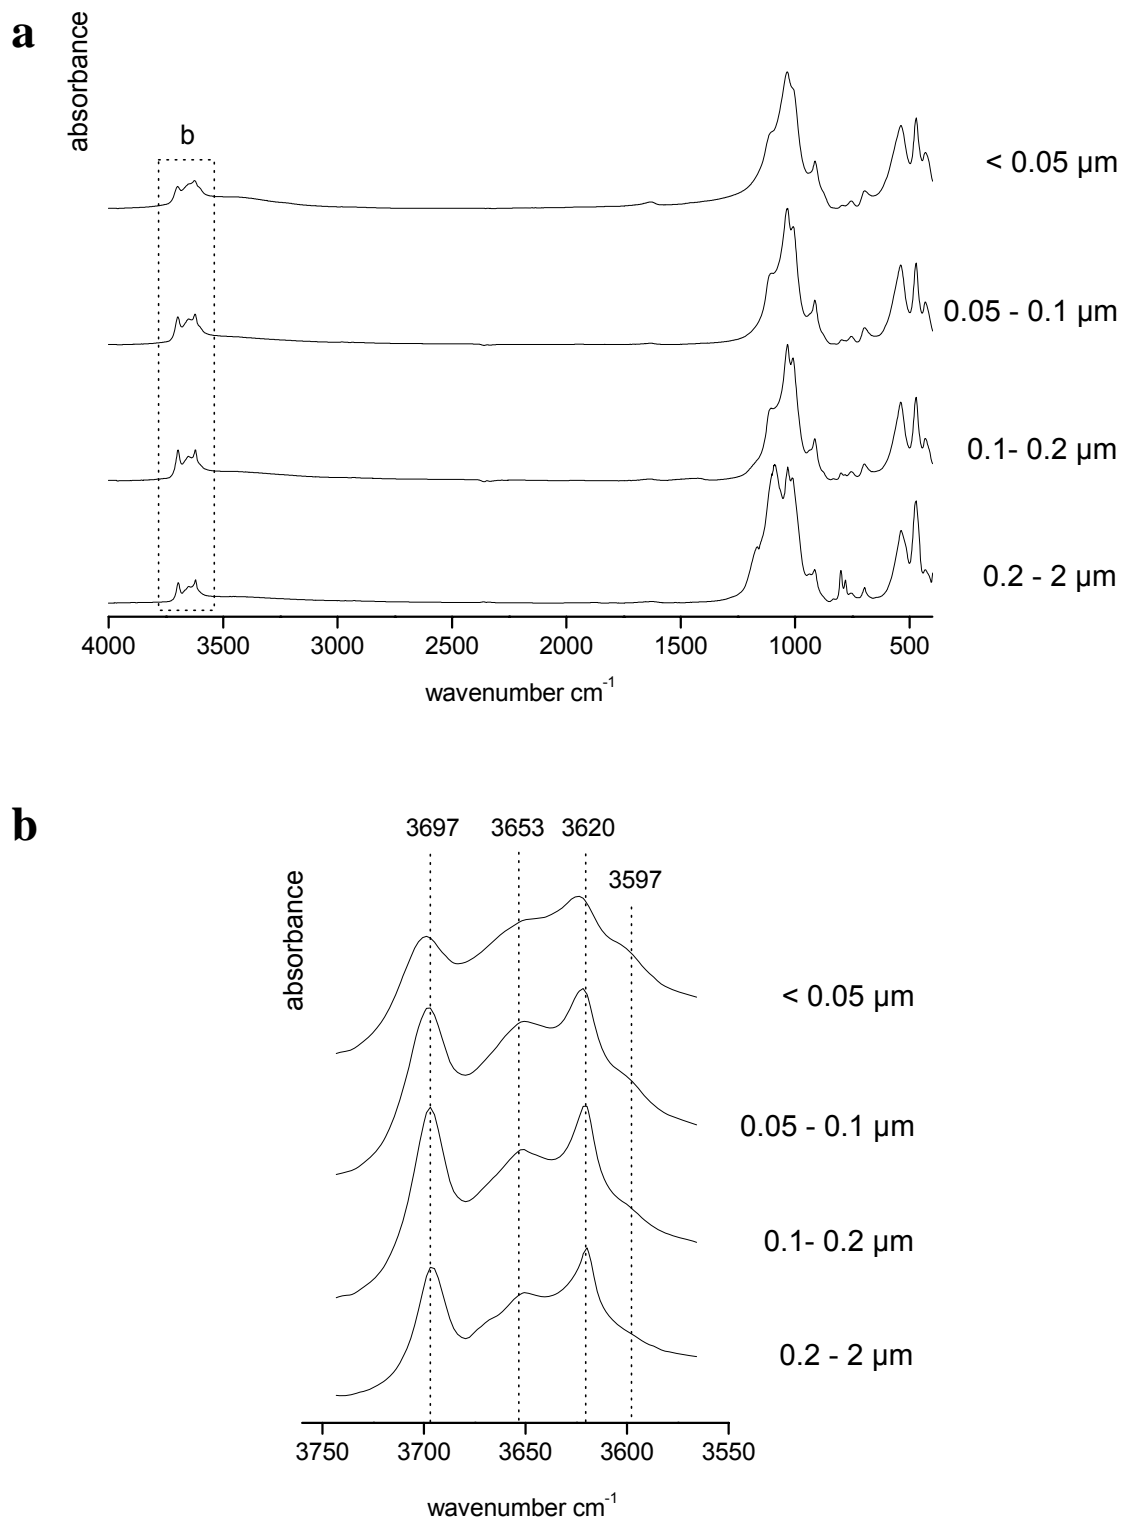 a
absorbance
b
< 0.05 µm
0.05 - 0.1 µm
0.1- 0.2 µm
0.2 - 2 µm
4000 3500 3000 2500 2000 1500 1000 500
wavenumber cm-1
b
3697 3653 3620
3597
absorbance
< 0.05 µm
0.05 - 0.1 µm
0.1- 0.2 µm
0.2 - 2 µm
3750 3700 3650 3600 3550
wavenumber cm-1